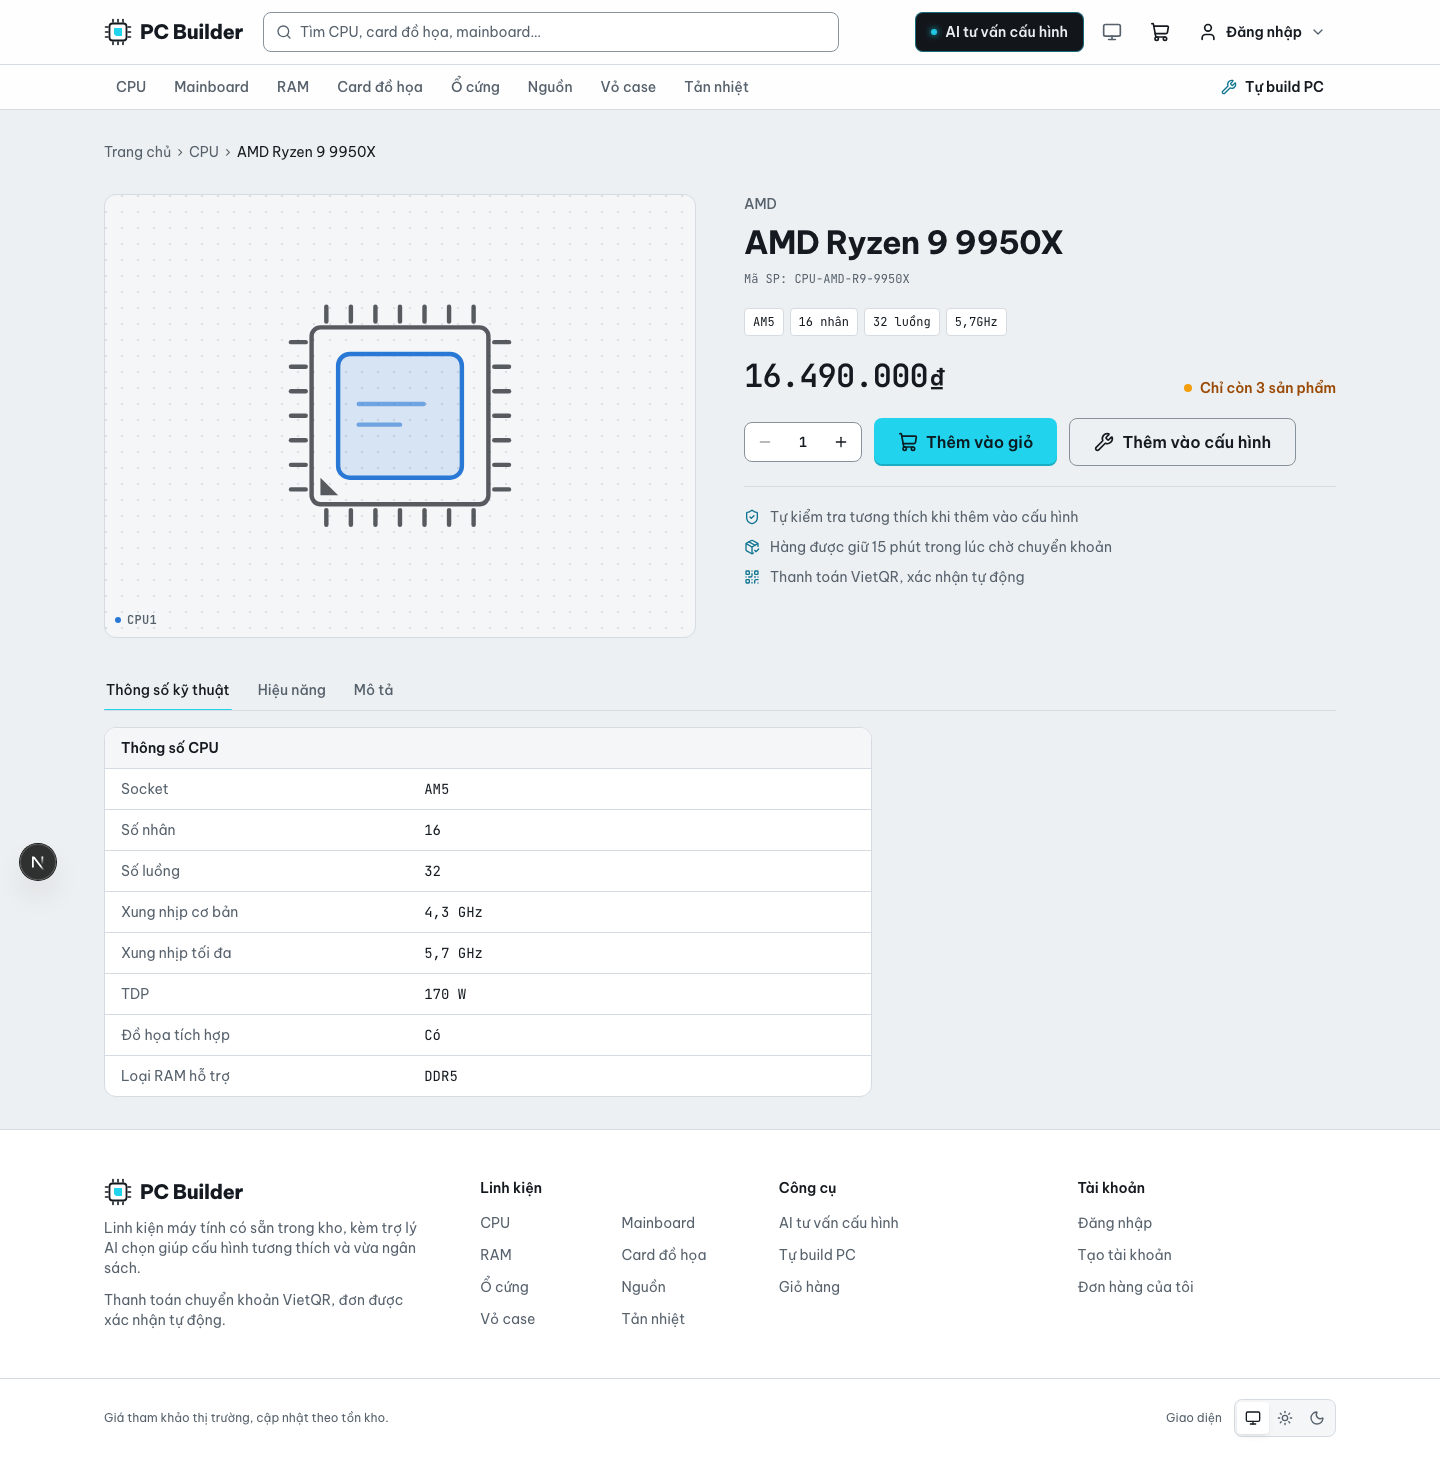 PC Builder
Tìm CPU, card đồ họa, mainboard...
AI tư vấn cấu hình
Đăng nhập
CPU
Mainboard
RAM
Card đồ họa
Ổ cứng
Nguồn
Vỏ case
Tản nhiệt
Tự build PC
Trang chủ › CPU › AMD Ryzen 9 9950X
CPU1
AMD
AMD Ryzen 9 9950X
Mã SP: CPU-AMD-R9-9950X
AM5
16 nhân
32 luồng
5,7GHz
16.490.000₫
Chỉ còn 3 sản phẩm
1
Thêm vào giỏ
Thêm vào cấu hình
Tự kiểm tra tương thích khi thêm vào cấu hình
Hàng được giữ 15 phút trong lúc chờ chuyển khoản
Thanh toán VietQR, xác nhận tự động
Thông số kỹ thuật
Hiệu năng
Mô tả
Thông số CPU
Socket AM5
Số nhân 16
Số luồng 32
Xung nhịp cơ bản 4,3 GHz
Xung nhịp tối đa 5,7 GHz
TDP 170 W
Đồ họa tích hợp Có
Loại RAM hỗ trợ DDR5
N
PC Builder
Linh kiện máy tính có sẵn trong kho, kèm trợ lý
AI chọn giúp cấu hình tương thích và vừa ngân
sách.
Thanh toán chuyển khoản VietQR, đơn được
xác nhận tự động.
Linh kiện
CPU
Mainboard
RAM
Card đồ họa
Ổ cứng
Nguồn
Vỏ case
Tản nhiệt
Công cụ
AI tư vấn cấu hình
Tự build PC
Giỏ hàng
Tài khoản
Đăng nhập
Tạo tài khoản
Đơn hàng của tôi
Giá tham khảo thị trường, cập nhật theo tồn kho.
Giao diện